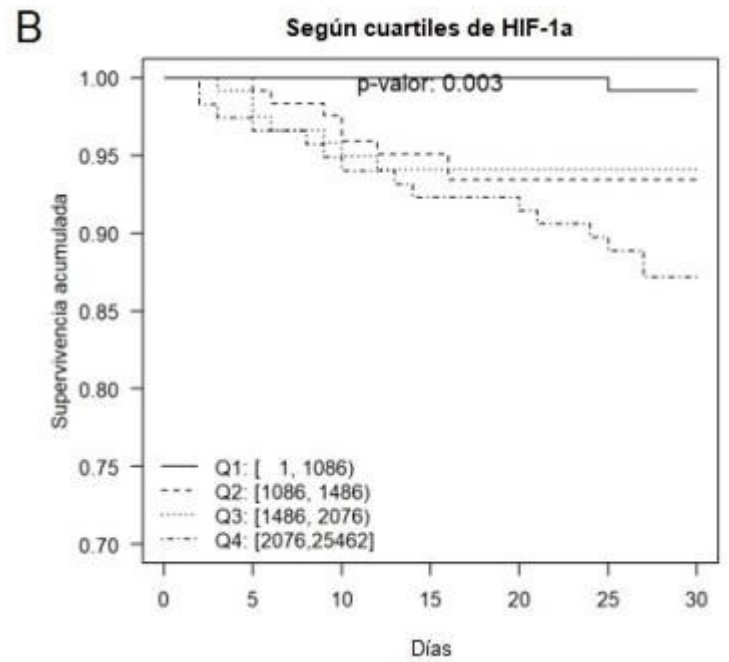 B
Según cuartiles de HIF-1a
p-valor: 0.003
Supervivencia acumulada
1.00
0.95
0.90
0.85
0.80
0.75
0.70
Q1: [ 1, 1086)
Q2: [1086, 1486)
Q3: [1486, 2076)
Q4: [2076,25462]
0 5 10 15 20 25 30
Días